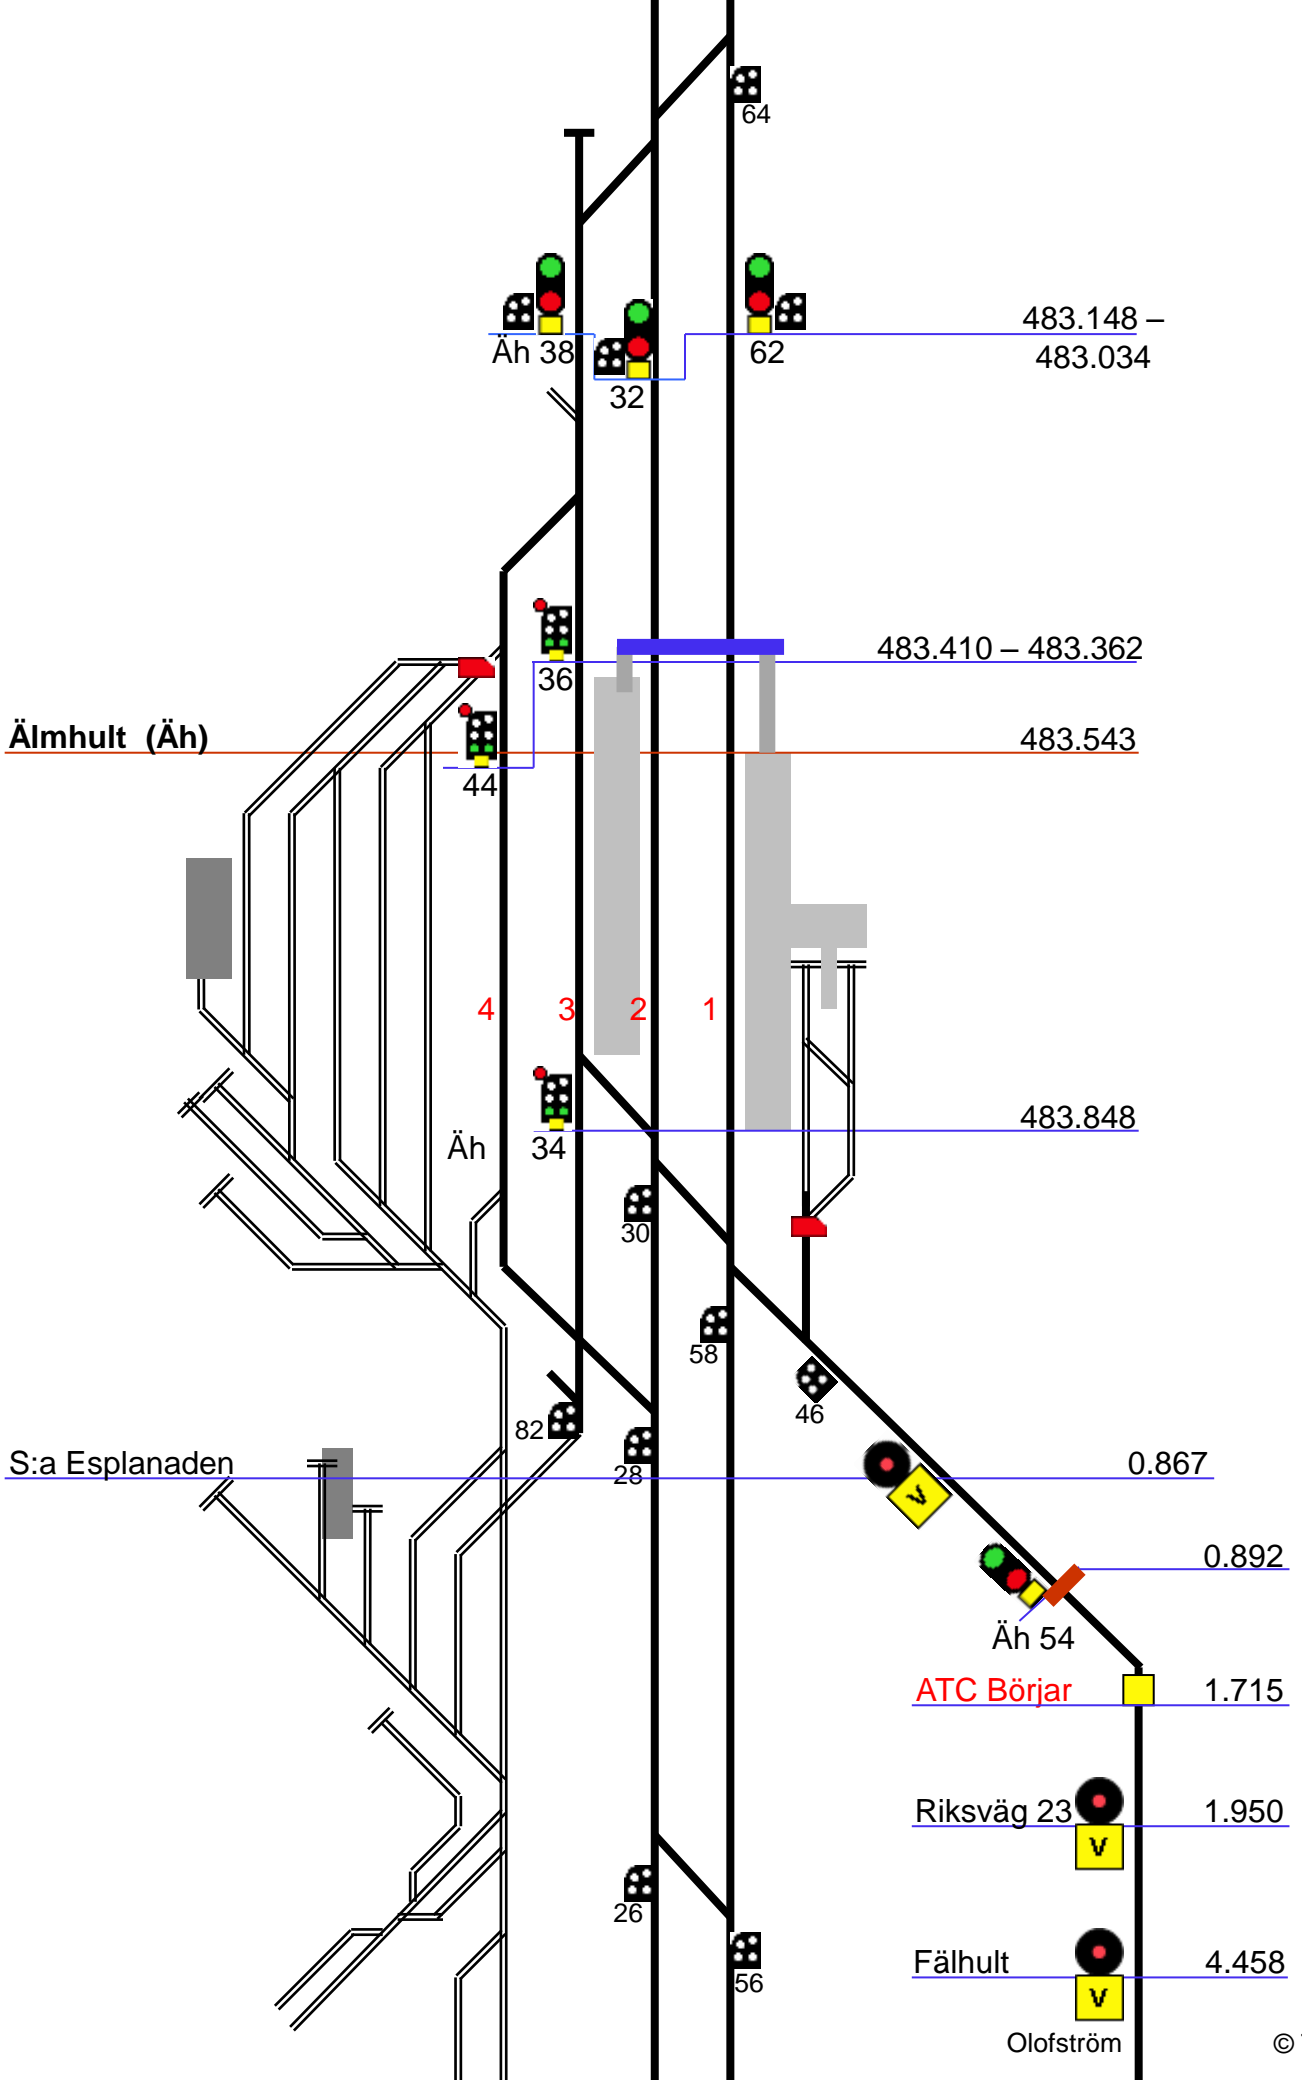 64
483.148 –
Äh 38
62
483.034
32
483.410 – 483.362
36
Älmhult (Äh)
483.543
44
4 3 2 1
483.848
Äh 34
30
58
46
82
S:a Esplanaden
28
0.867
0.892
Äh 54
ATC Börjar
1.715
Riksväg 23
1.950
V
V
26
Fälhult
4.458
56
V
Olofström
©